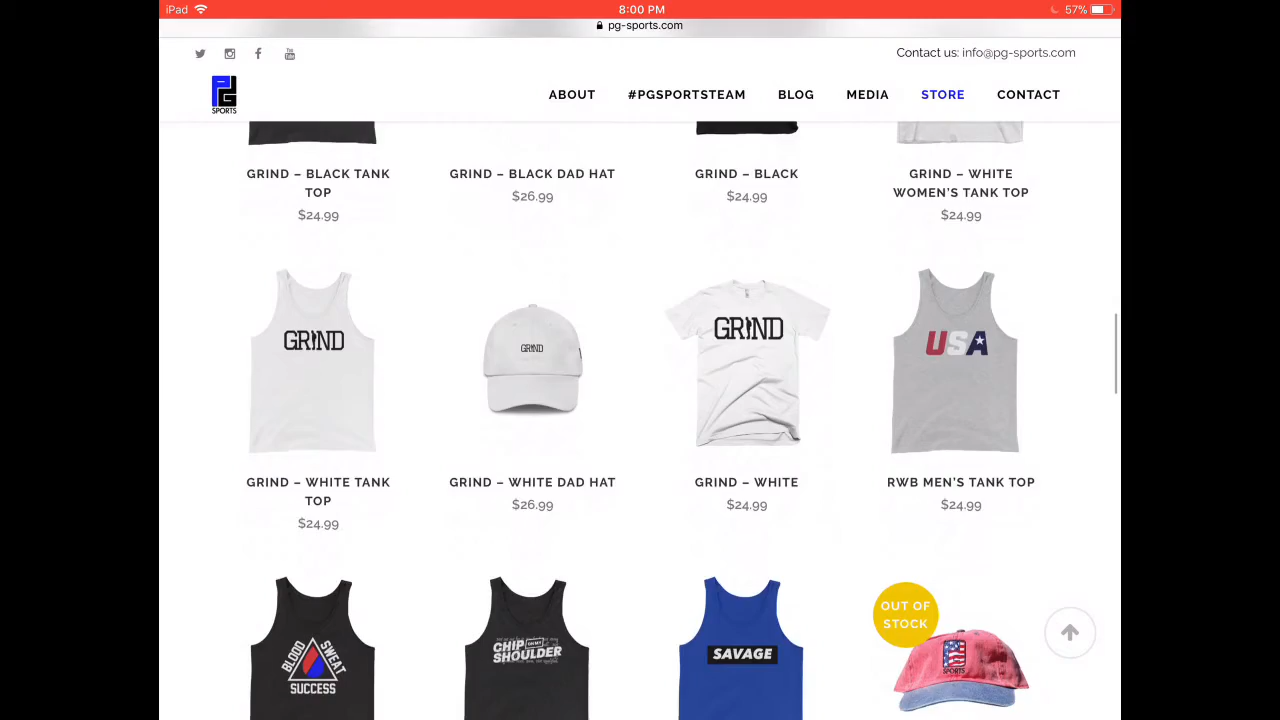 iPad
8:00 PM
57%
pg-sports.com
Contact us: info@pg-sports.com
PG
SPORTS
ABOUT
#PGSPORTSTEAM
BLOG
MEDIA
STORE
CONTACT
GRIND – BLACK TANK
TOP
$24.99
GRIND – BLACK DAD HAT
$26.99
GRIND – BLACK
$24.99
GRIND – WHITE
WOMEN'S TANK TOP
$24.99
GRIND
GRIND
GRIND
USA
GRIND – WHITE TANK
TOP
$24.99
GRIND – WHITE DAD HAT
$26.99
GRIND – WHITE
$24.99
RWB MEN'S TANK TOP
$24.99
BLOOD
SWEAT
SUCCESS
CHIP ON MY
SHOULDER
SAVAGE
OUT OF
STOCK
SPORTS